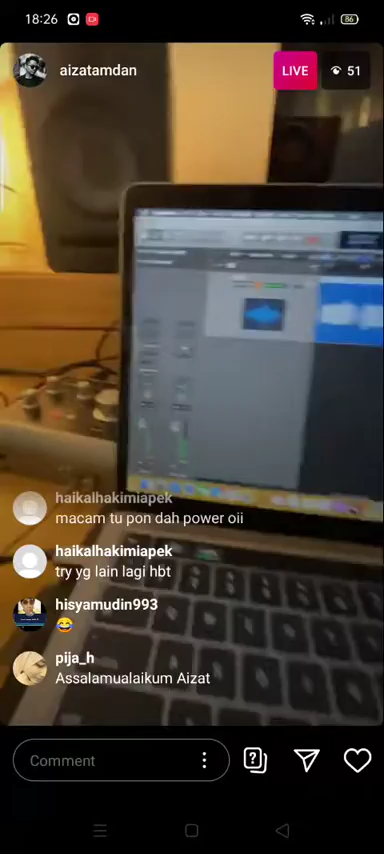 18:26
86
aizatamdan
LIVE
51
haikalhakimiapek
macam tu pon dah power oii
haikalhakimiapek
try yg lain lagi hbt
hisyamudin993
😂
pija_h
Assalamualaikum Aizat
Comment